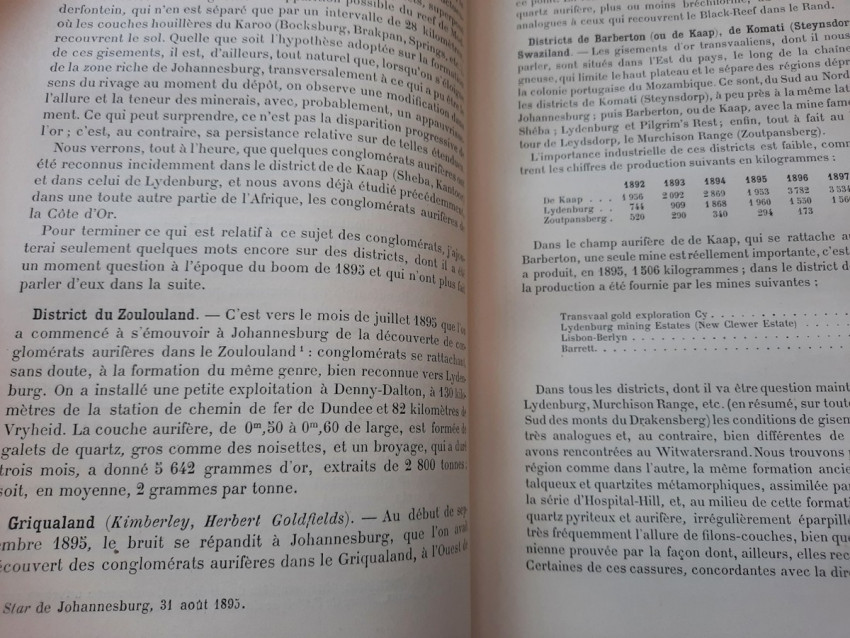 derfontein, qui n'en est séparé que par un intervalle de 28 kilomètres
où les couches houillères du Karoo (Bocksburg, Brakpan, Springs, etc.)
recouvrent le sol. Quelle que soit l'hypothèse adoptée sur la formation
de ces gisements, il est, d'ailleurs, tout naturel que, lorsqu'on s'éloigne
de la zone riche de Johannesburg, transversalement à ce qui a pu être le
sens du rivage au moment du dépôt, on observe une modification dans
l'allure et la teneur des minerais, avec, probablement, un appauvrisse-
ment. Ce qui peut surprendre, ce n'est pas la disparition progressive de
l'or ; c'est, au contraire, sa persistance relative sur de telles étendues.
Nous verrons, tout à l'heure, que quelques conglomérats aurifères ont
été reconnus incidemment dans le district de de Kaap (Sheba, Kantoor)
et dans celui de Lydenburg, et nous avons déjà étudié précédemment,
dans une toute autre partie de l'Afrique, les conglomérats aurifères de
la Côte d'Or.
Pour terminer ce qui est relatif à ce sujet des conglomérats, j'ajou-
terai seulement quelques mots encore sur des districts, dont il a été
un moment question à l'époque du boom de 1895 et qui n'ont plus fait
parler d'eux dans la suite.
District du Zoulouland. — C'est vers le mois de juillet 1895 que l'on
a commencé à s'émouvoir à Johannesburg de la découverte de con-
glomérats aurifères dans le Zoulouland ¹ : conglomérats se rattachant,
sans doute, à la formation du même genre, bien reconnue vers Lyden-
burg. On a installé une petite exploitation à Denny-Dalton, à 130 kilo-
mètres de la station de chemin de fer de Dundee et 82 kilomètres de
Vryheid. La couche aurifère, de 0ᵐ,50 à 0ᵐ,60 de large, est formée de
galets de quartz, gros comme des noisettes, et un broyage, qui a duré
trois mois, a donné 5 642 grammes d'or, extraits de 2 800 tonnes ;
soit, en moyenne, 2 grammes par tonne.
Griqualand (Kimberley, Herbert Goldfields). — Au début de sep-
embre 1895, le bruit se répandit à Johannesburg, que l'on avait
écouvert des conglomérats aurifères dans le Griqualand, à l'Ouest de
Star de Johannesburg, 31 août 1895.
quartz aurifère, plus ou moins bréchiforme,
analogues à ceux qui recouvrent le Black-Reef dans le Rand.
Districts de Barberton (ou de Kaap), de Komati (Steynsdor
Swaziland. — Les gisements d'or transvaaliens, dont il nous
parler, sont situés dans l'Est du pays, le long de la chaîne
gneuse, qui limite le haut plateau et le sépare des régions dépr
la colonie portugaise du Mozambique. Ce sont, du Sud au Nord
les districts de Komati (Steynsdorp), à peu près à la même lat
Johannesburg ; puis Barberton, ou de Kaap, avec la mine fam
Shéba ; Lydenburg et Pilgrim's Rest ; enfin, tout à fait au
tour de Leydsdorp, le Murchison Range (Zoutpansberg).
L'importance industrielle de ces districts est faible, comm
trent les chiffres de production suivants en kilogrammes :
1892 1893 1894 1895 1896 1897
De Kaap . . . 1 956 2 092 2 869 1 953 3 782 3 534
Lydenburg . . 744 909 1 868 1 960 1 550 1 560
Zoutpansberg . 520 290 340 294 173
Dans le champ aurifère de de Kaap, qui se rattache au
Barberton, une seule mine est réellement importante, c'est
a produit, en 1895, 1 506 kilogrammes ; dans le district de
la production a été fournie par les mines suivantes :
Transvaal gold exploration Cy . . . . . . . . . .
Lydenburg mining Estates (New Clewer Estate) . . . .
Lisbon-Berlyn . . . . . . . . . . . . . . . .
Barrett. . . . . . . . . . . . . . . . . . .
Dans tous les districts, dont il va être question maint
Lydenburg, Murchison Range, etc. (en résumé, sur toute
Sud des monts du Drakensberg) les conditions de gisem
très analogues et, au contraire, bien différentes de
avons rencontrées au Witwatersrand. Nous trouvons
région comme dans l'autre, la même formation ancie
talqueux et quartzites métamorphiques, assimilée par
la série d'Hospital-Hill, et, au milieu de cette formati
quartz pyriteux et aurifère, irrégulièrement éparpillé
très fréquemment l'allure de filons-couches, bien que
nienne prouvée par la façon dont, ailleurs, elles reco
Certaines de ces cassures, concordantes avec la dire